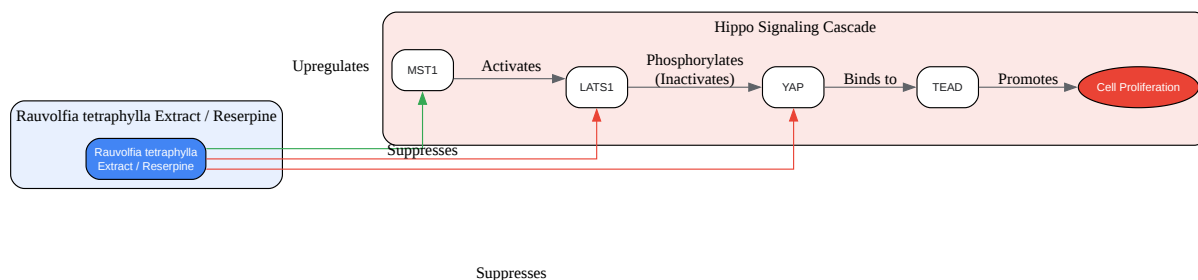 Hippo Signaling Cascade
Upregulates
MST1
Activates
LATS1
Phosphorylates
(Inactivates)
YAP
Binds to
TEAD
Promotes
Cell Proliferation
Rauvolfia tetraphylla Extract / Reserpine
Rauvolfia tetraphylla
Extract / Reserpine
Suppresses
Suppresses